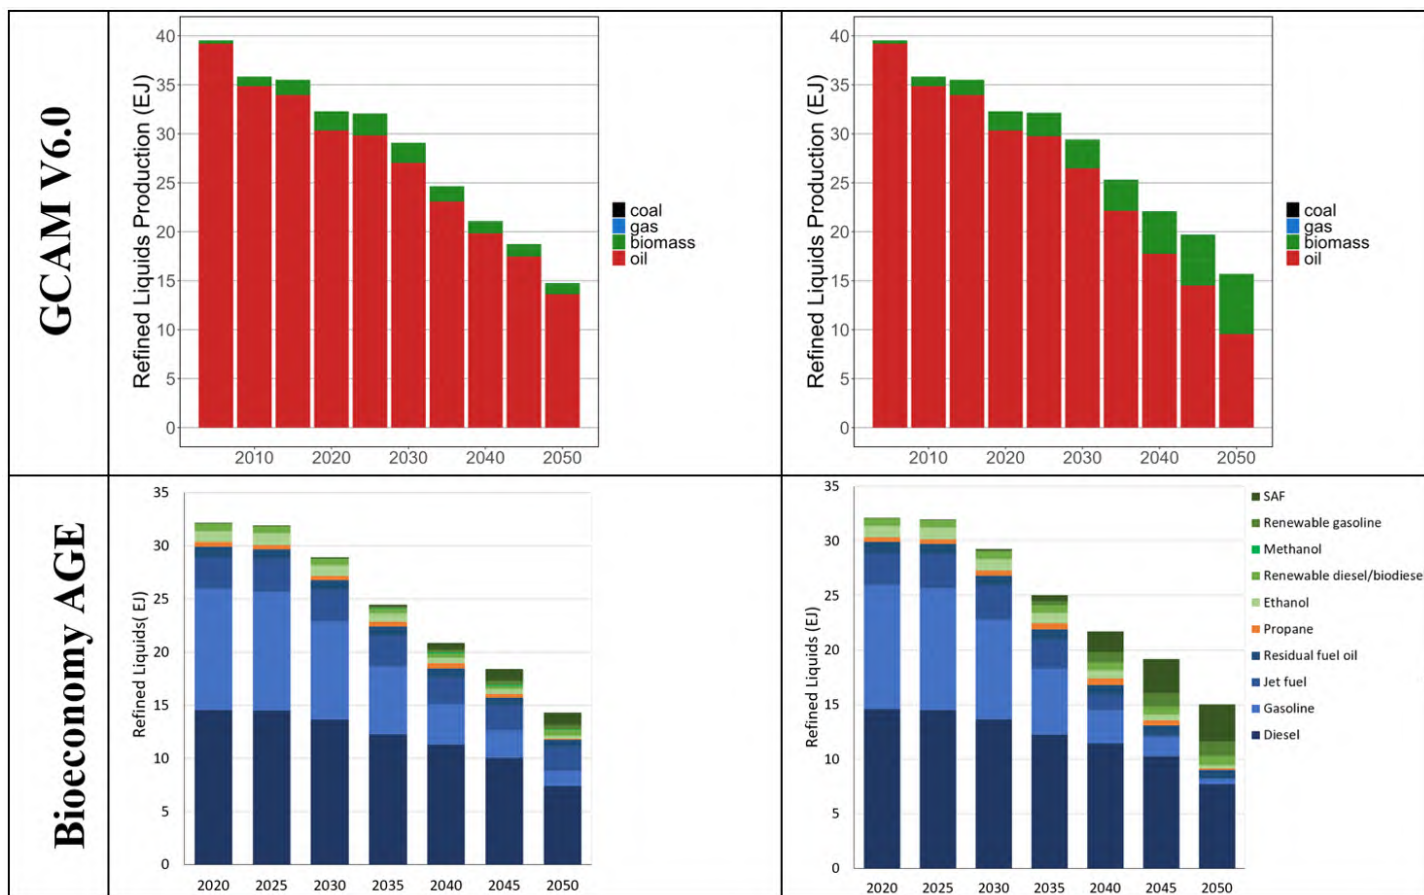 GCAM V6.0
Refined Liquids Production (EJ)
40
35
30
25
20
15
10
5
0
2010 2020 2030 2040 2050
coal
gas
biomass
oil
Refined Liquids Production (EJ)
40
35
30
25
20
15
10
5
0
2010 2020 2030 2040 2050
coal
gas
biomass
oil
Bioeconomy AGE
Refined Liquids( EJ)
35
30
25
20
15
10
5
0
2020 2025 2030 2035 2040 2045 2050
Refined Liquids (EJ)
35
30
25
20
15
10
5
0
2020 2025 2030 2035 2040 2045 2050
SAF
Renewable gasoline
Methanol
Renewable diesel/biodiesel
Ethanol
Propane
Residual fuel oil
Jet fuel
Gasoline
Diesel